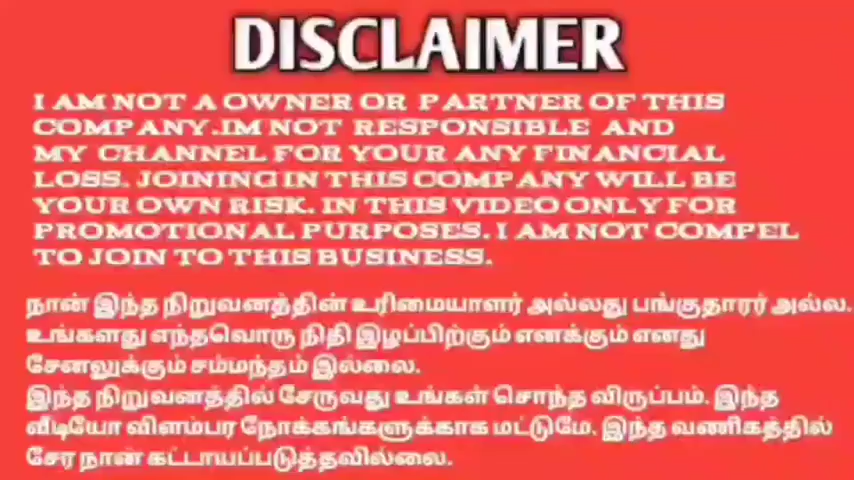 DISCLAIMER
I AM NOT A OWNER OR PARTNER OF THIS
COMPANY.IM NOT RESPONSIBLE AND
MY CHANNEL FOR YOUR ANY FINANCIAL
LOSS. JOINING IN THIS COMPANY WILL BE
YOUR OWN RISK. IN THIS VIDEO ONLY FOR
PROMOTIONAL PURPOSES. I AM NOT COMPEL
TO JOIN TO THIS BUSINESS.
நான் இந்த நிறுவனத்தின் உரிமையாளர் அல்லது பங்குதாரர் அல்ல.
உங்களது எந்தவொரு நிதி இழப்பிற்கும் எனக்கும் எனது
சேனலுக்கும் சம்மந்தம் இல்லை.
இந்த நிறுவனத்தில் சேருவது உங்கள் சொந்த விருப்பம். இந்த
வீடியோ விளம்பர நோக்கங்களுக்காக மட்டுமே. இந்த வணிகத்தில்
சேர நான் கட்டாயப்படுத்தவில்லை.